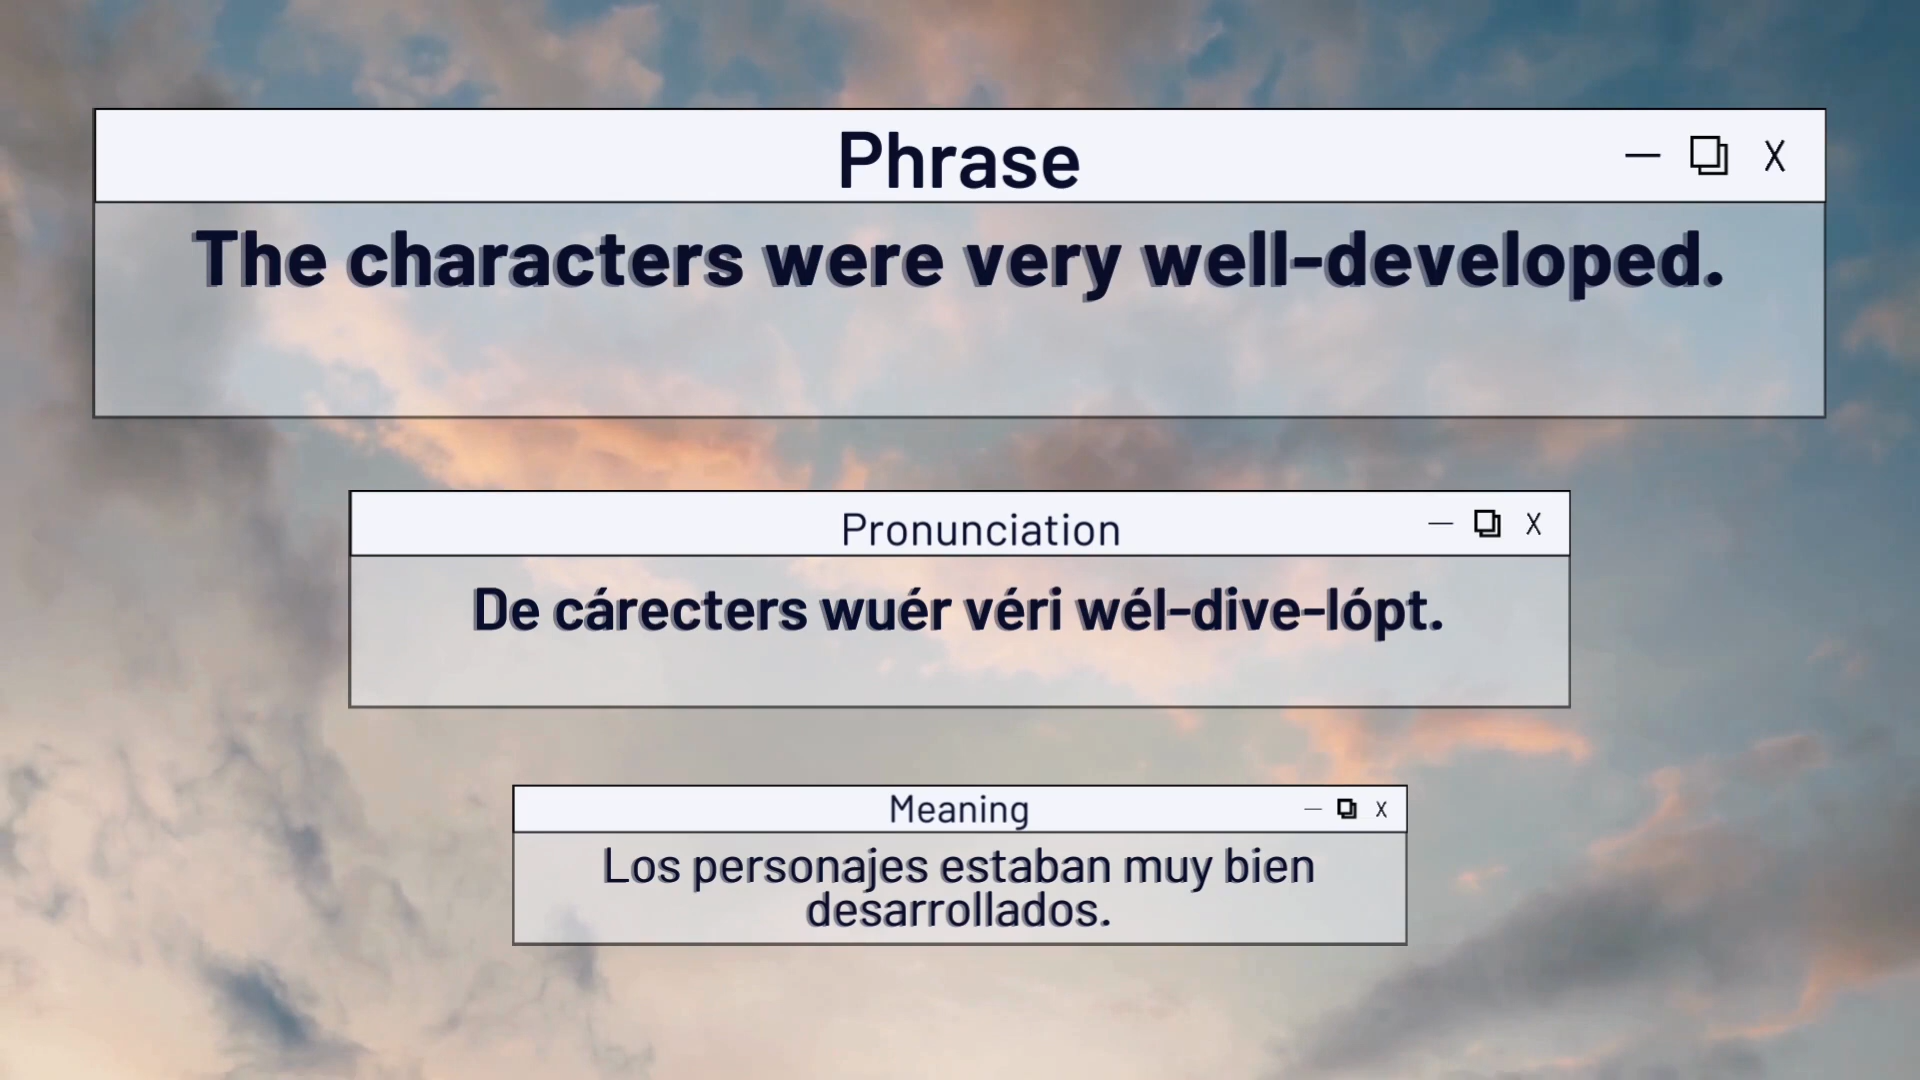 Phrase
The characters were very well-developed.
Pronunciation
De cárecters wuér véri wél-dive-lópt.
Meaning
Los personajes estaban muy bien
desarrollados.